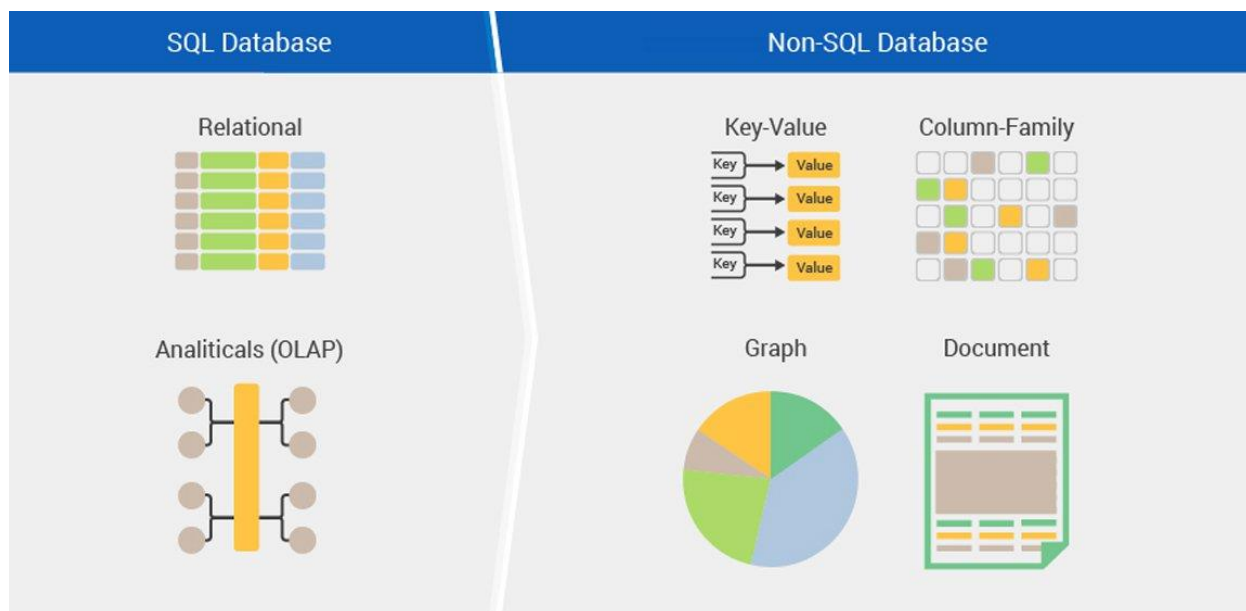 SQL Database
Non-SQL Database
Relational
Analiticals (OLAP)
Key-Value
Key
Value
Key
Value
Key
Value
Key
Value
Column-Family
Graph
Document